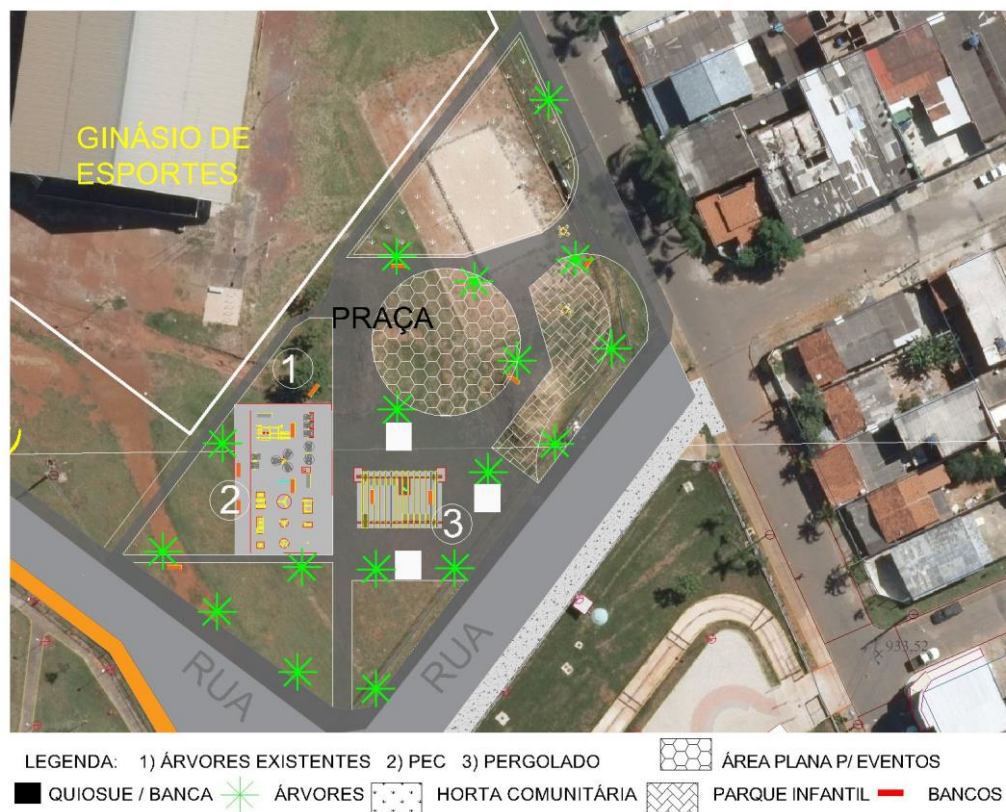 GINÁSIO DE
ESPORTES
PRAÇA
1
2
3
RUA
RUA
933,52
LEGENDA: 1) ÁRVORES EXISTENTES 2) PEC 3) PERGOLADO ÁREA PLANA P/ EVENTOS
QUIOSUE / BANCA ÁRVORES HORTA COMUNITÁRIA PARQUE INFANTIL BANCOS